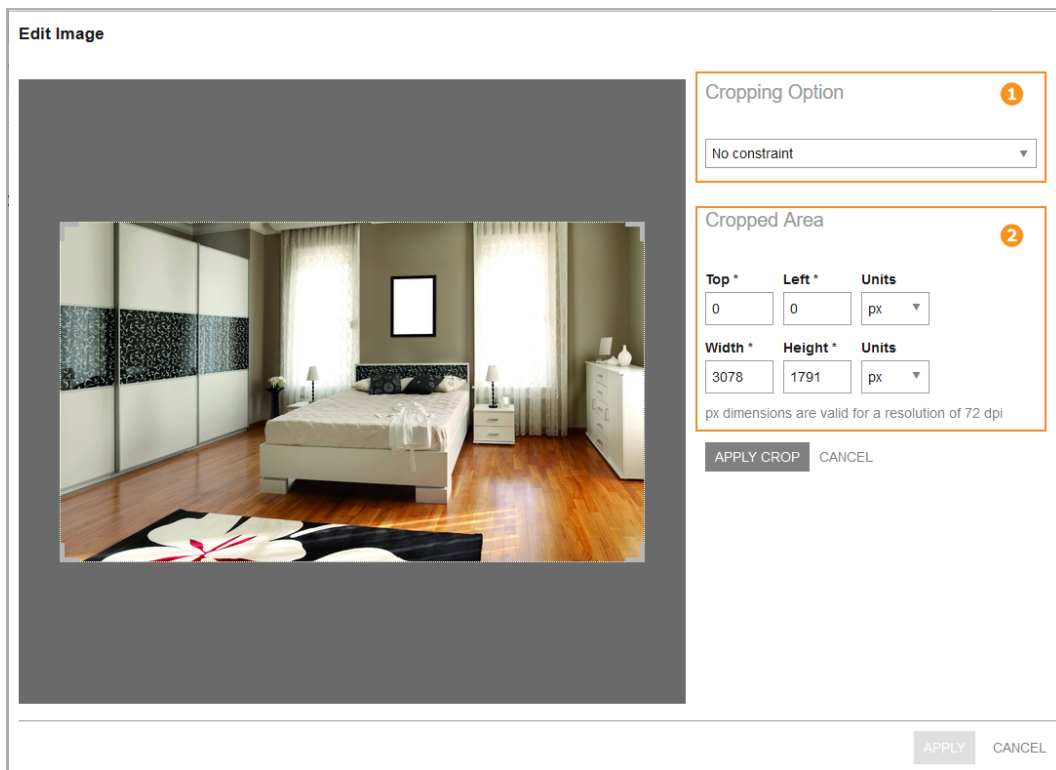 Edit Image
Cropping Option
1
No constraint
Cropped Area
2
Top * Left * Units
0 0 px
Width * Height * Units
3078 1791 px
px dimensions are valid for a resolution of 72 dpi
APPLY CROP CANCEL
APPLY CANCEL